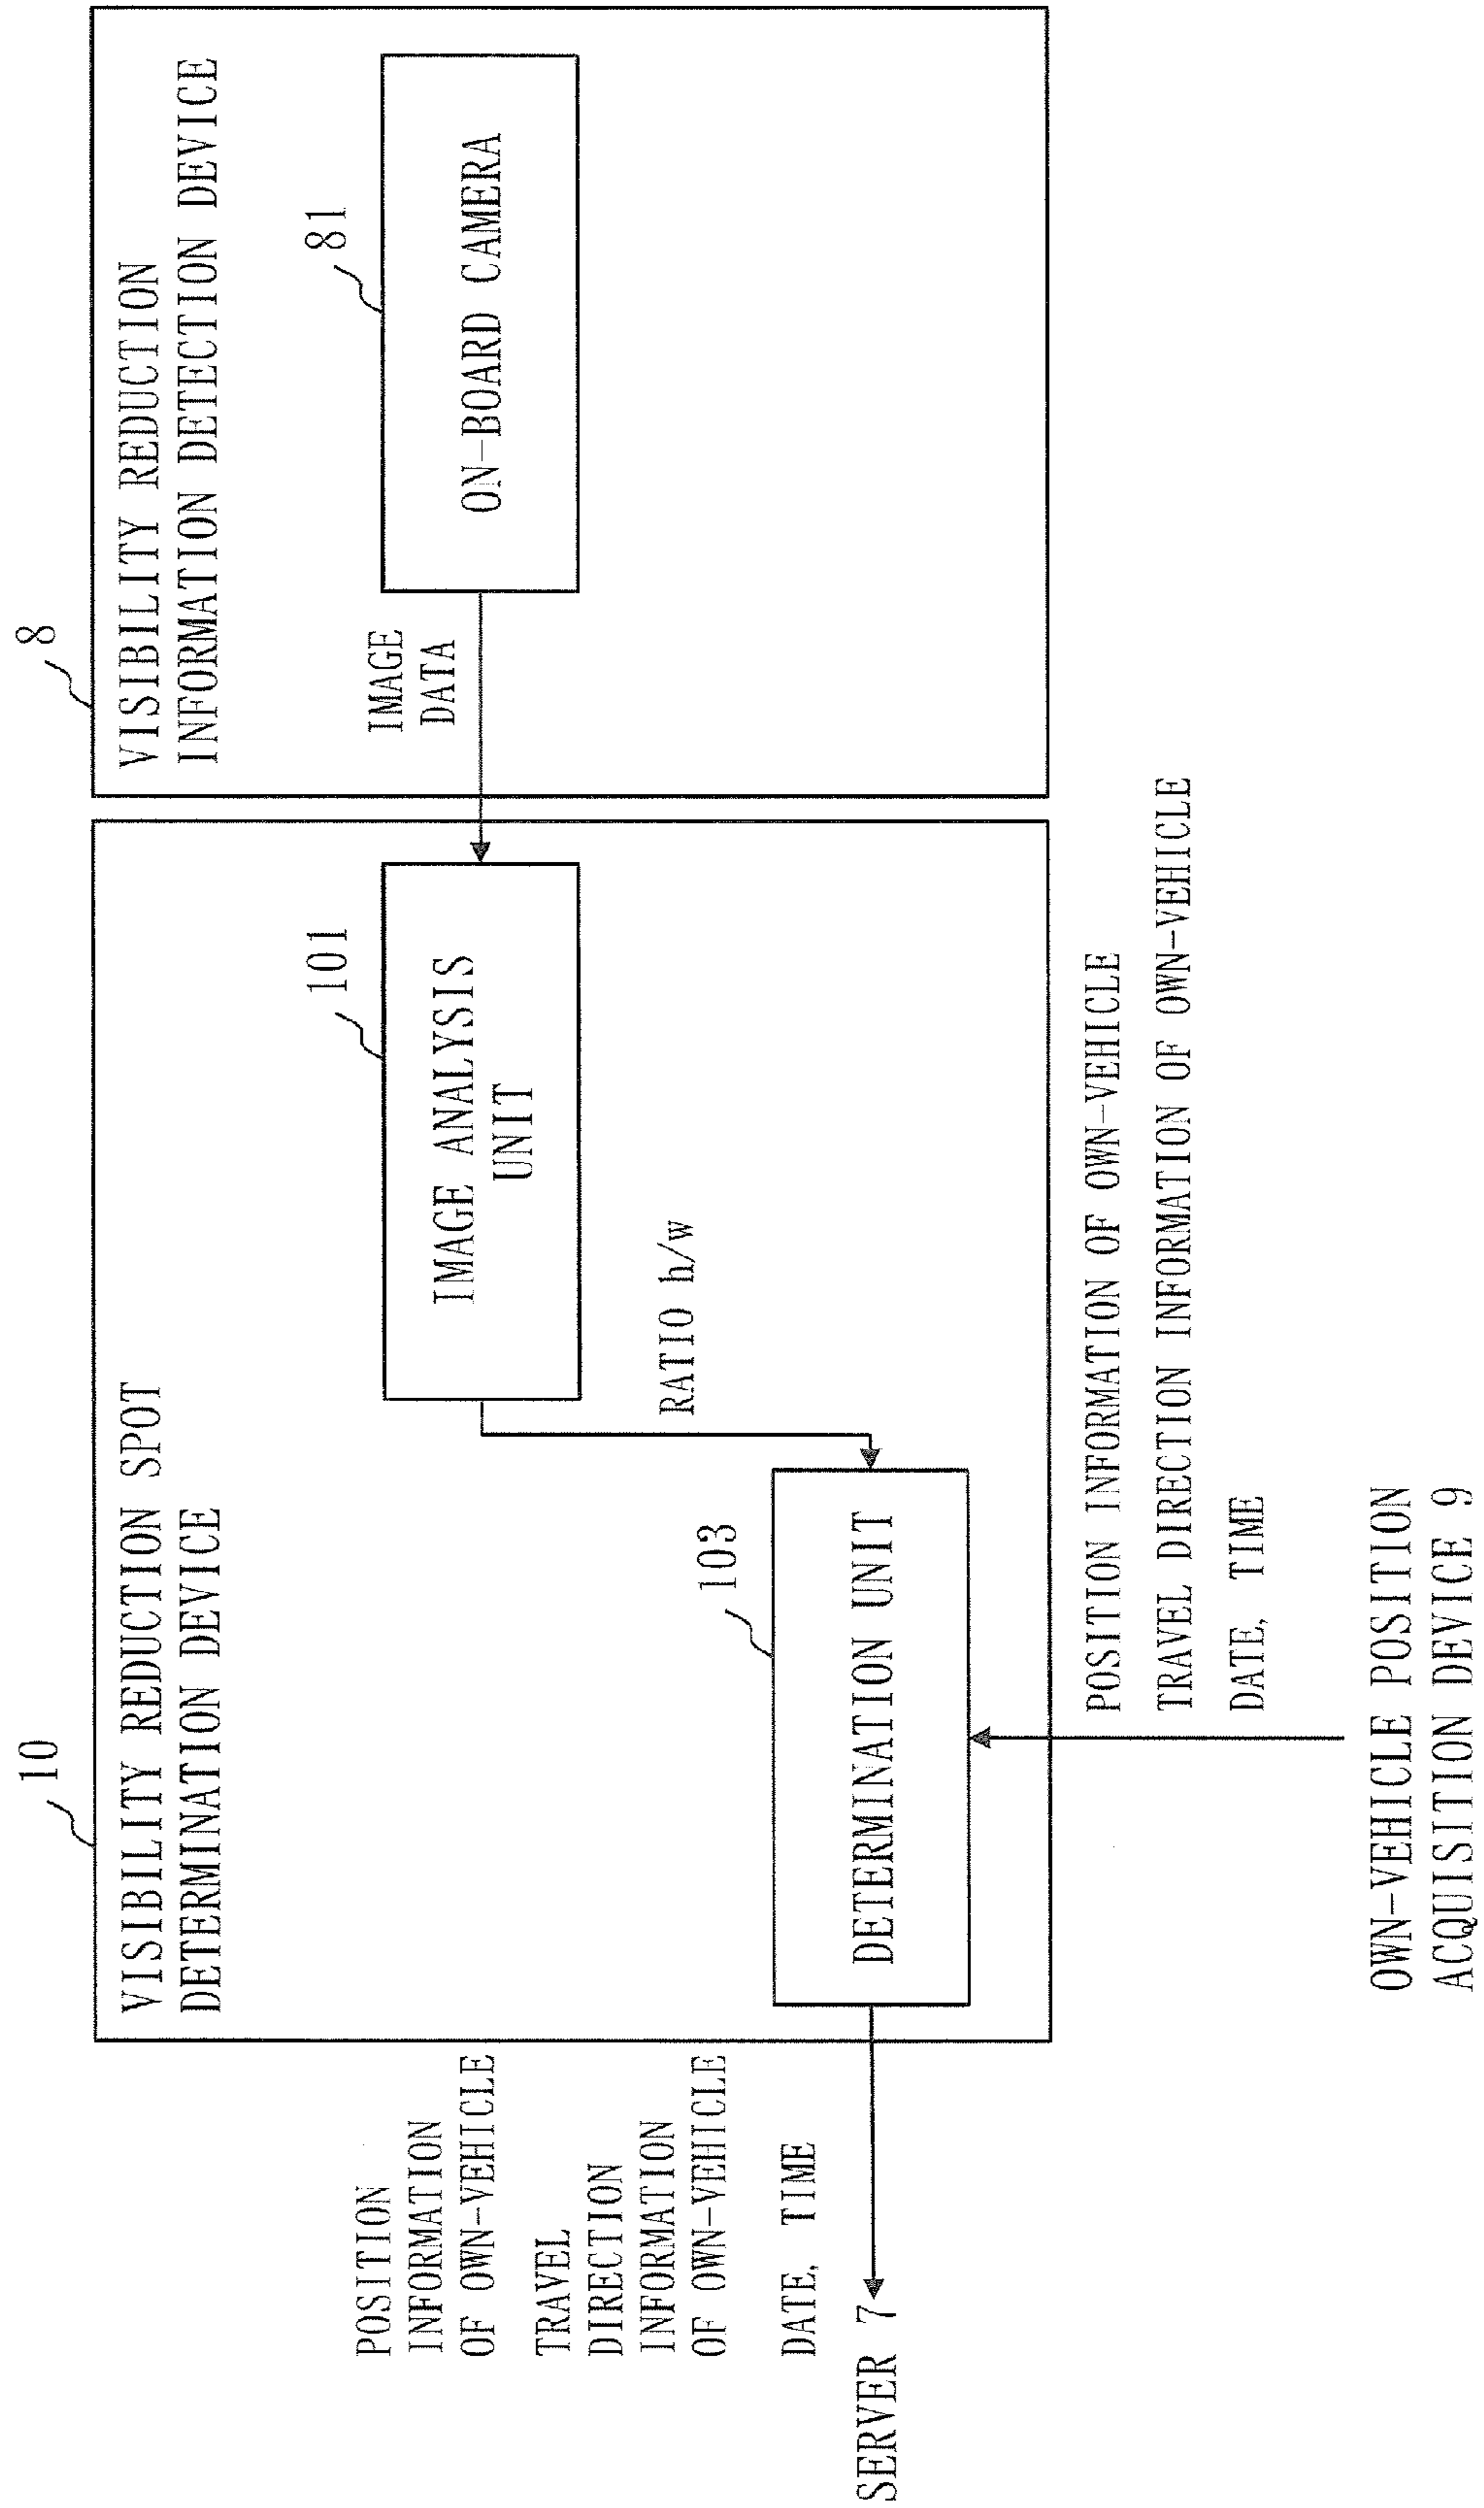 10
VISIBILITY REDUCTION SPOT
DETERMINATION DEVICE
8
VISIBILITY REDUCTION
INFORMATION DETECTION DEVICE
POSITION
INFORMATION
OF OWN-VEHICLE
TRAVEL
DIRECTION
INFORMATION
OF OWN-VEHICLE
DATE, TIME
SERVER 7
103
DETERMINATION UNIT
RATIO h/w
101
IMAGE ANALYSIS
UNIT
IMAGE
DATA
81
ON-BOARD CAMERA
POSITION INFORMATION OF OWN-VEHICLE
TRAVEL DIRECTION INFORMATION OF OWN-VEHICLE
DATE, TIME
OWN-VEHICLE POSITION
ACQUISITION DEVICE 9